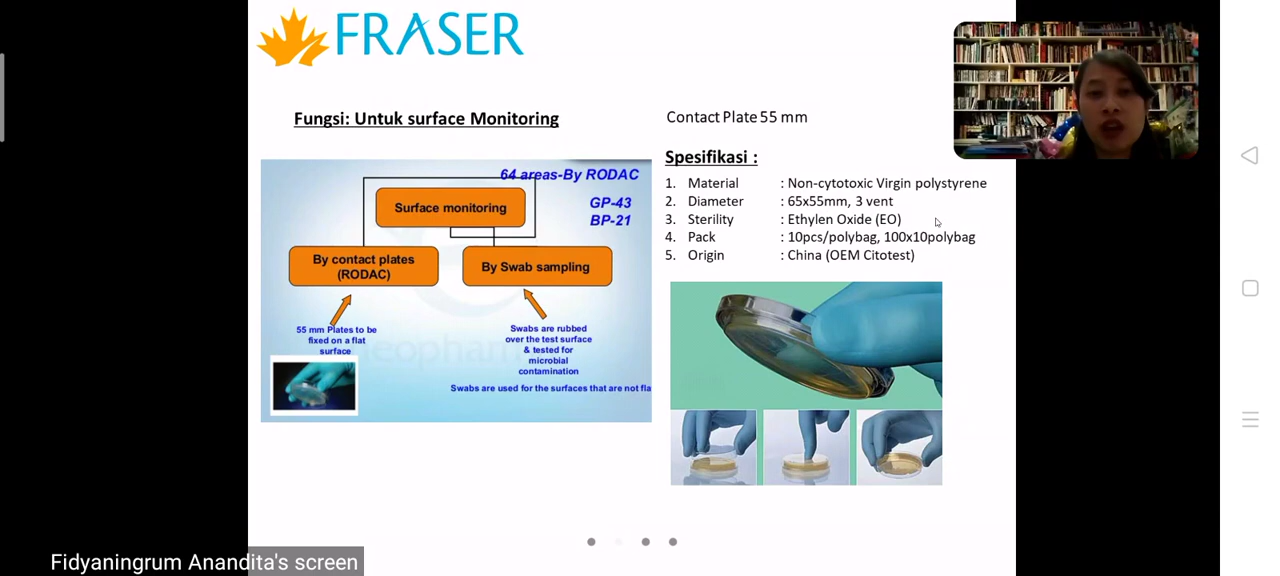 FRASER
Fungsi: Untuk surface Monitoring
64 areas-By RODAC
GP-43
BP-21
Surface monitoring
By contact plates
(RODAC)
By Swab sampling
55 mm Plates to be
fixed on a flat
surface
Swabs are rubbed
over the test surface
& tested for
microbial
contamination
Swabs are used for the surfaces that are not fla
Contact Plate 55 mm
Spesifikasi :
1. Material : Non-cytotoxic Virgin polystyrene
2. Diameter : 65x55mm, 3 vent
3. Sterility : Ethylen Oxide (EO)
4. Pack : 10pcs/polybag, 100x10polybag
5. Origin : China (OEM Citotest)
Fidyaningrum Anandita's screen